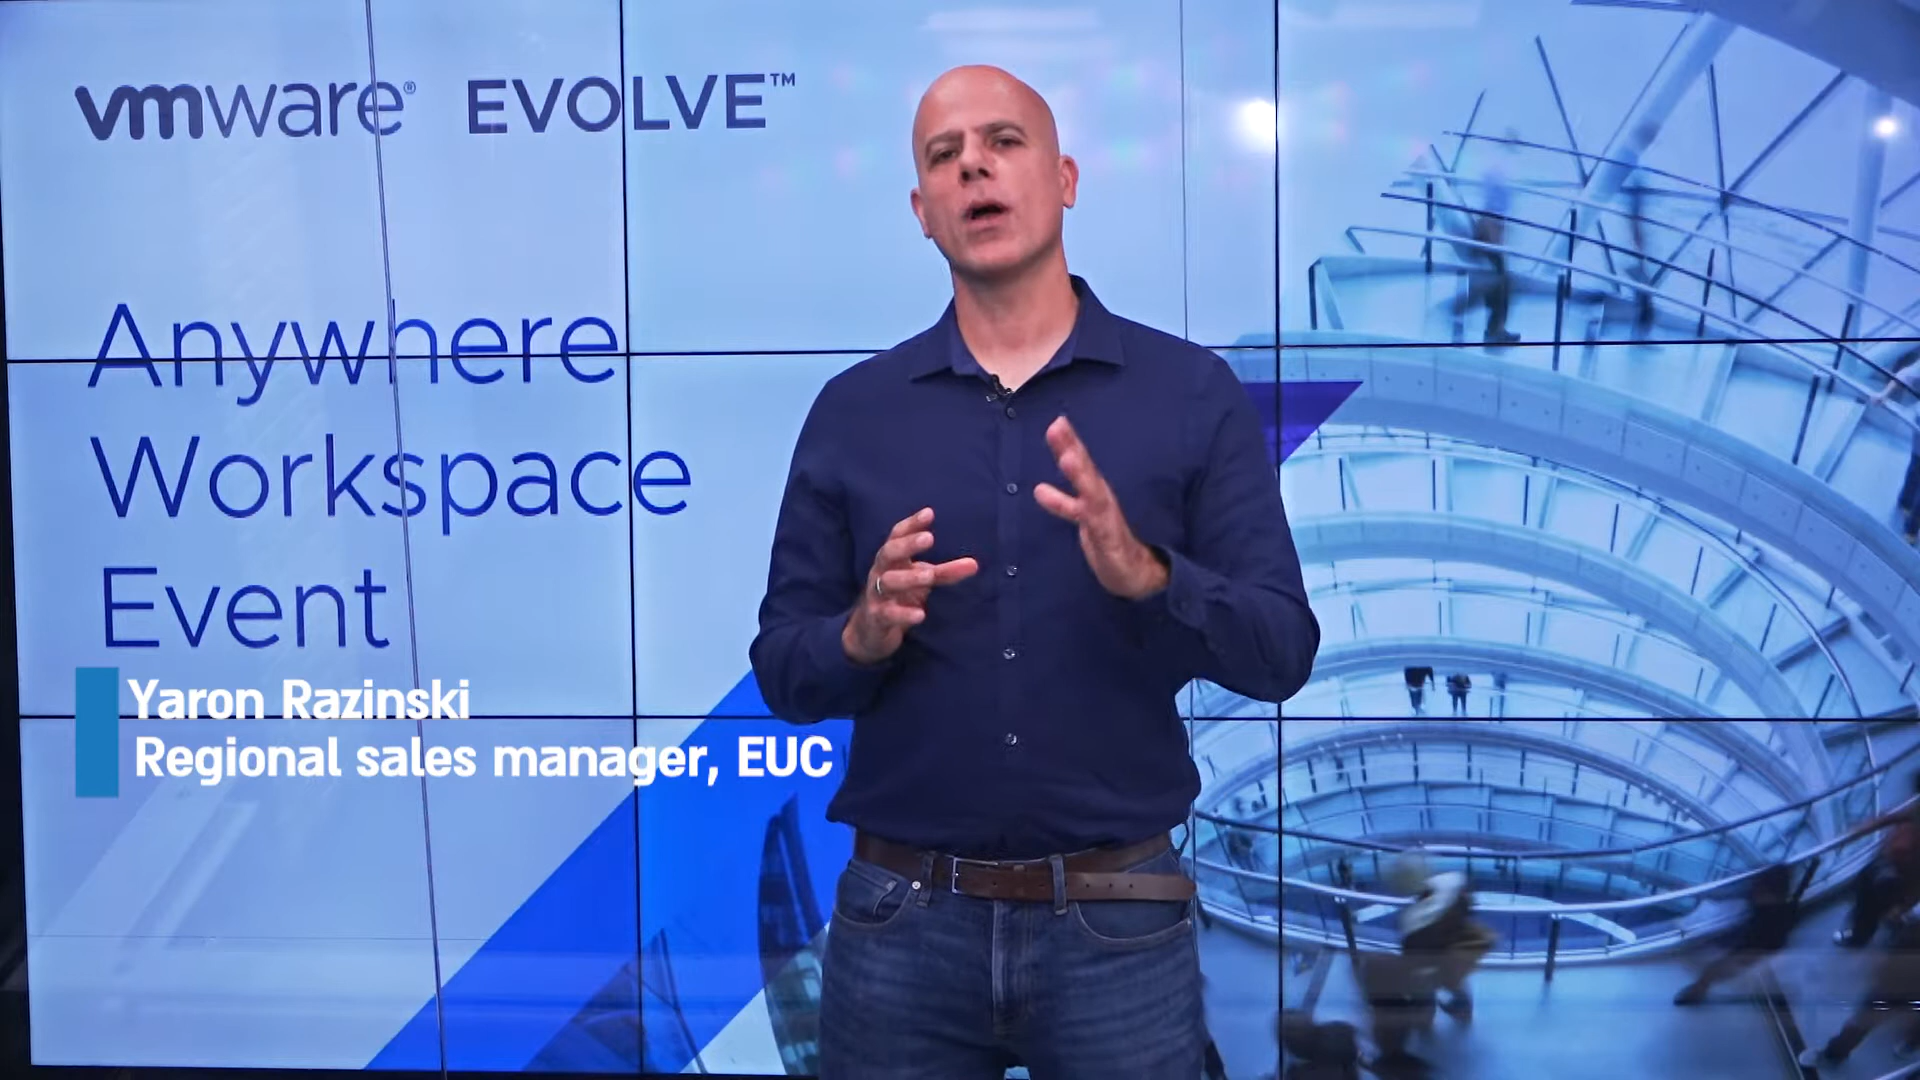 vmware® EVOLVE™
Anywhere
Workspace
Event
Yaron Razinski
Regional sales manager, EUC